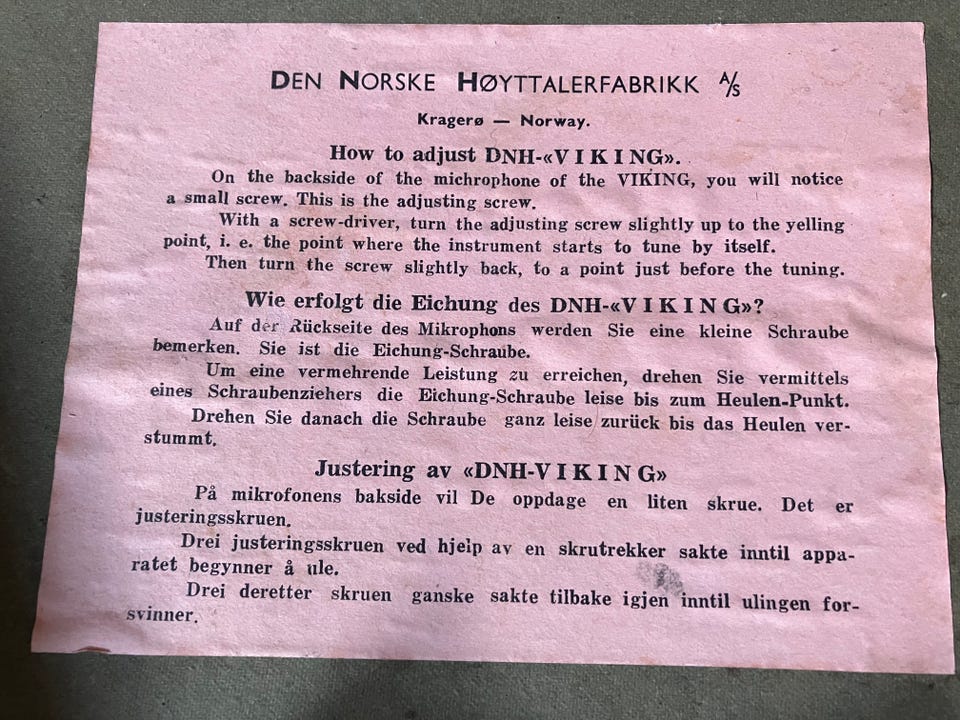 DEN NORSKE HØYTTALERFABRIKK A/S
Kragerø — Norway.
How to adjust DNH-«VIKING».
On the backside of the michrophone of the VIKING, you will notice
a small screw. This is the adjusting screw.
With a screw-driver, turn the adjusting screw slightly up to the yelling
point, i. e. the point where the instrument starts to tune by itself.
Then turn the screw slightly back, to a point just before the tuning.
Wie erfolgt die Eichung des DNH-«VIKING»?
Auf der Rückseite des Mikrophons werden Sie eine kleine Schraube
bemerken. Sie ist die Eichung-Schraube.
Um eine vermehrende Leistung zu erreichen, drehen Sie vermittels
eines Schraubenziehers die Eichung-Schraube leise bis zum Heulen-Punkt.
Drehen Sie danach die Schraube ganz leise zurück bis das Heulen ver-
stummt.
Justering av «DNH-VIKING»
På mikrofonens bakside vil De oppdage en liten skrue. Det er
justeringsskruen.
Drei justeringsskruen ved hjelp av en skrutrekker sakte inntil appa-
ratet begynner å ule.
Drei deretter skruen ganske sakte tilbake igjen inntil ulingen for-
svinner.